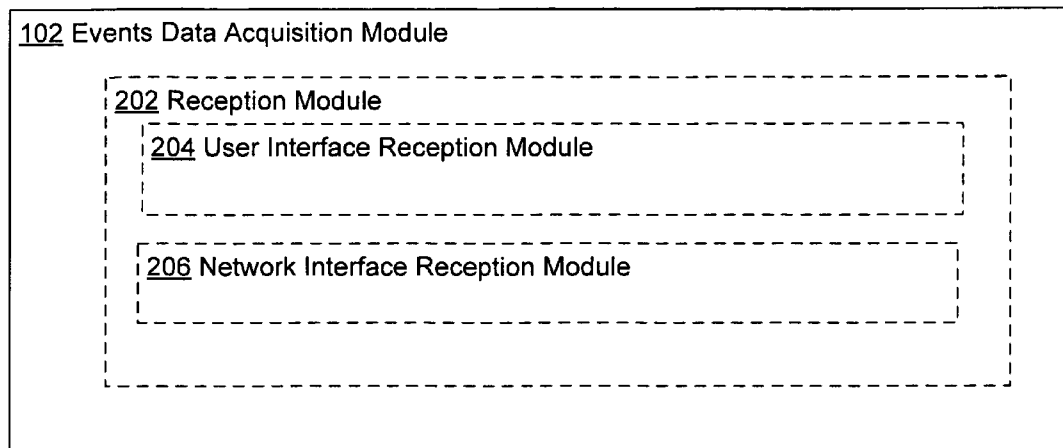 102 Events Data Acquisition Module
202 Reception Module
204 User Interface Reception Module
206 Network Interface Reception Module